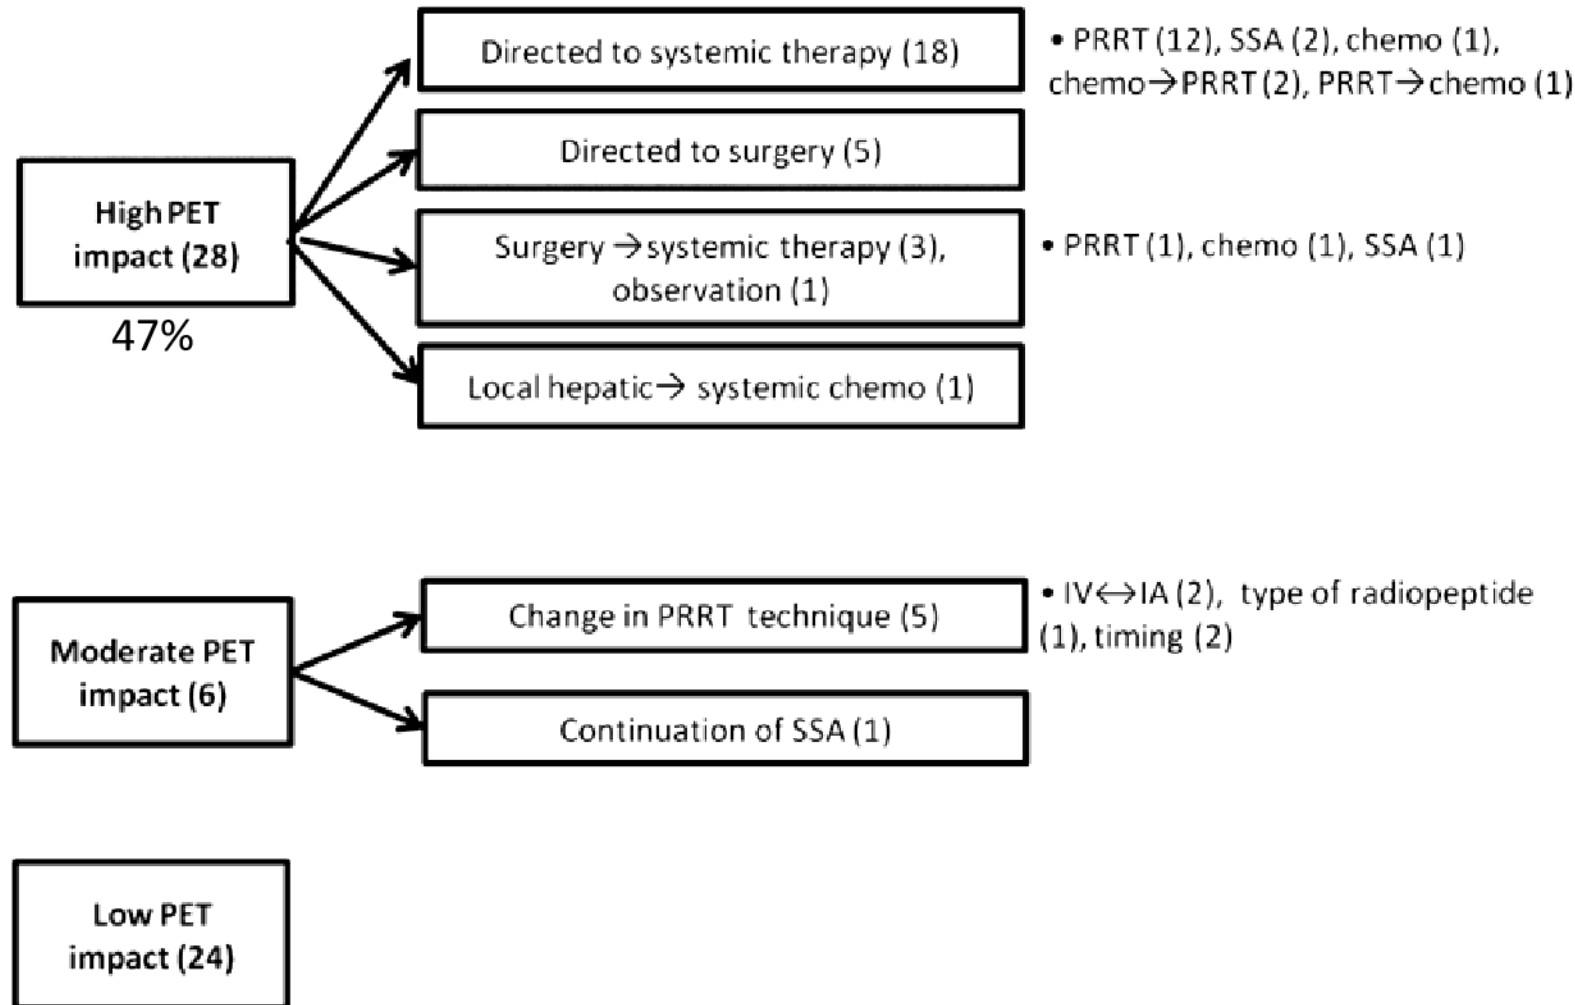 Directed to systemic therapy (18)
• PRRT (12), SSA (2), chemo (1),
chemo→PRRT (2), PRRT→chemo (1)
Directed to surgery (5)
High PET
impact (28)
47%
Surgery →systemic therapy (3),
observation (1)
• PRRT (1), chemo (1), SSA (1)
Local hepatic→ systemic chemo (1)
Moderate PET
impact (6)
Change in PRRT technique (5)
• IV↔IA (2), type of radiopeptide
(1), timing (2)
Continuation of SSA (1)
Low PET
impact (24)